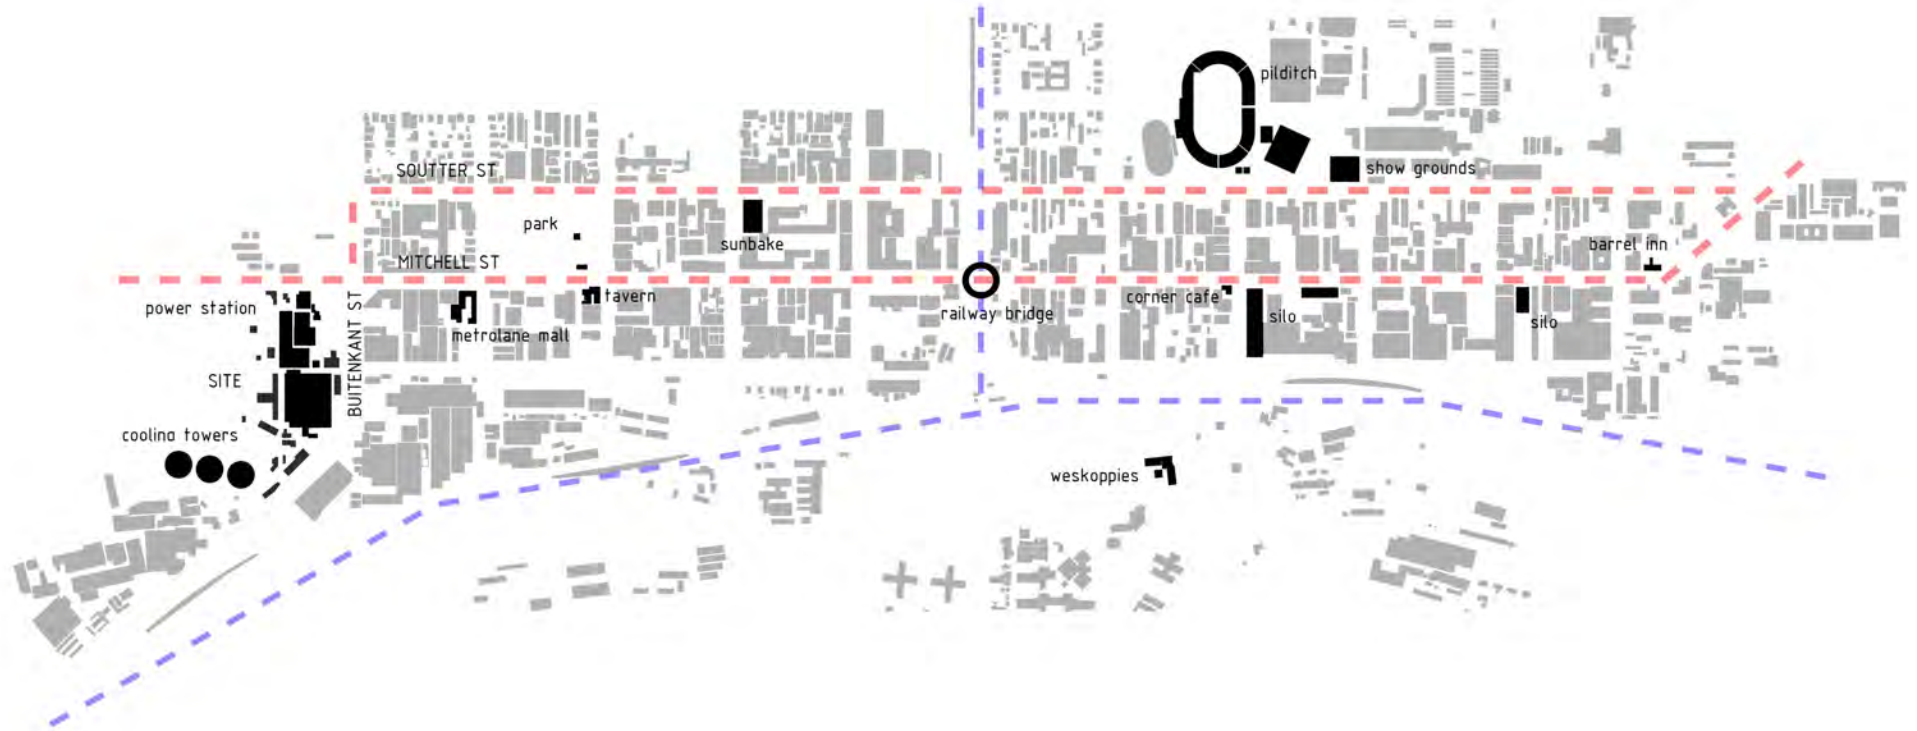 pilditch
SOUTTER ST
show grounds
park
sunbake
barrel inn
MITCHELL ST
power station
tavern
corner cafe
railway bridge
silo
silo
metrolane mall
BUITENKANT ST
SITE
cooling towers
weskoppies